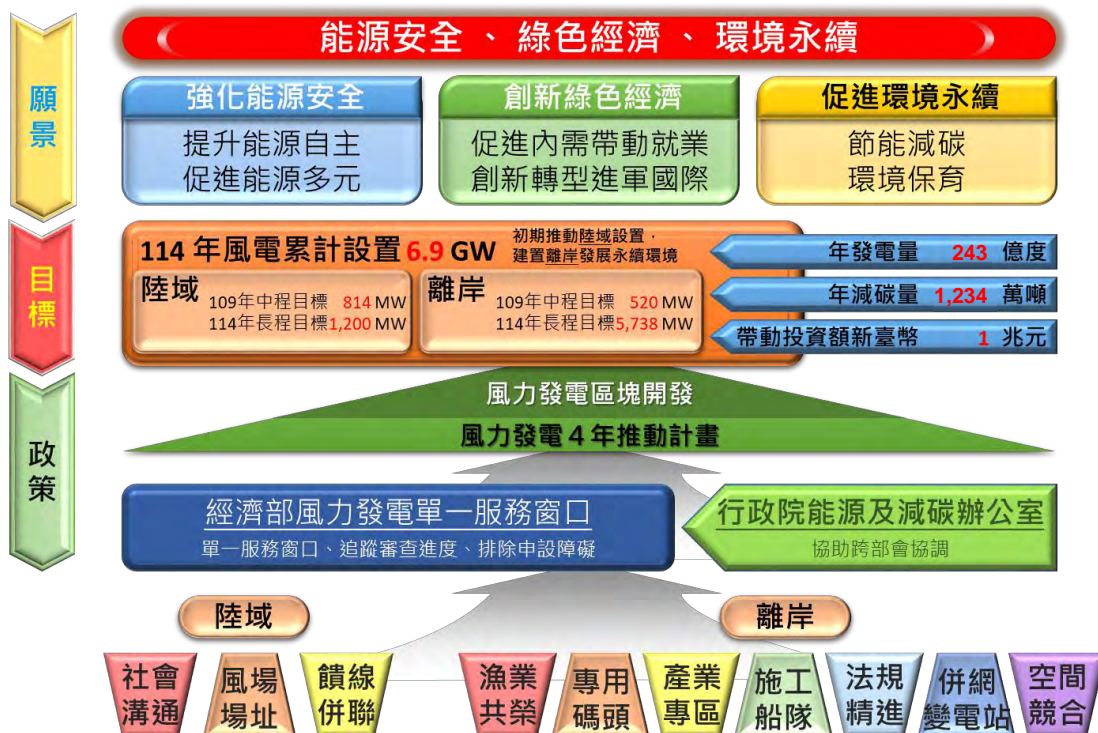 能源安全、綠色經濟、環境永續
願景
強化能源安全
提升能源自主
促進能源多元
創新綠色經濟
促進內需帶動就業
創新轉型進軍國際
促進環境永續
節能減碳
環境保育
目標
114 年風電累計設置 6.9 GW
初期推動陸域設置，
建置離岸發展永續環境
陸域
109年中程目標 814 MW
114年長程目標 1,200 MW
離岸
109年中程目標 520 MW
114年長程目標 5,738 MW
年發電量 243 億度
年減碳量 1,234 萬噸
帶動投資額新臺幣 1 兆元
政策
風力發電區塊開發
風力發電 4 年推動計畫
經濟部風力發電單一服務窗口
單一服務窗口、追蹤審查進度、排除申設障礙
行政院能源及減碳辦公室
協助跨部會協調
陸域
社會
溝通
風場
場址
饋線
併聯
離岸
漁業
共榮
專用
碼頭
產業
專區
施工
船隊
法規
精進
併網
變電站
空間
競合